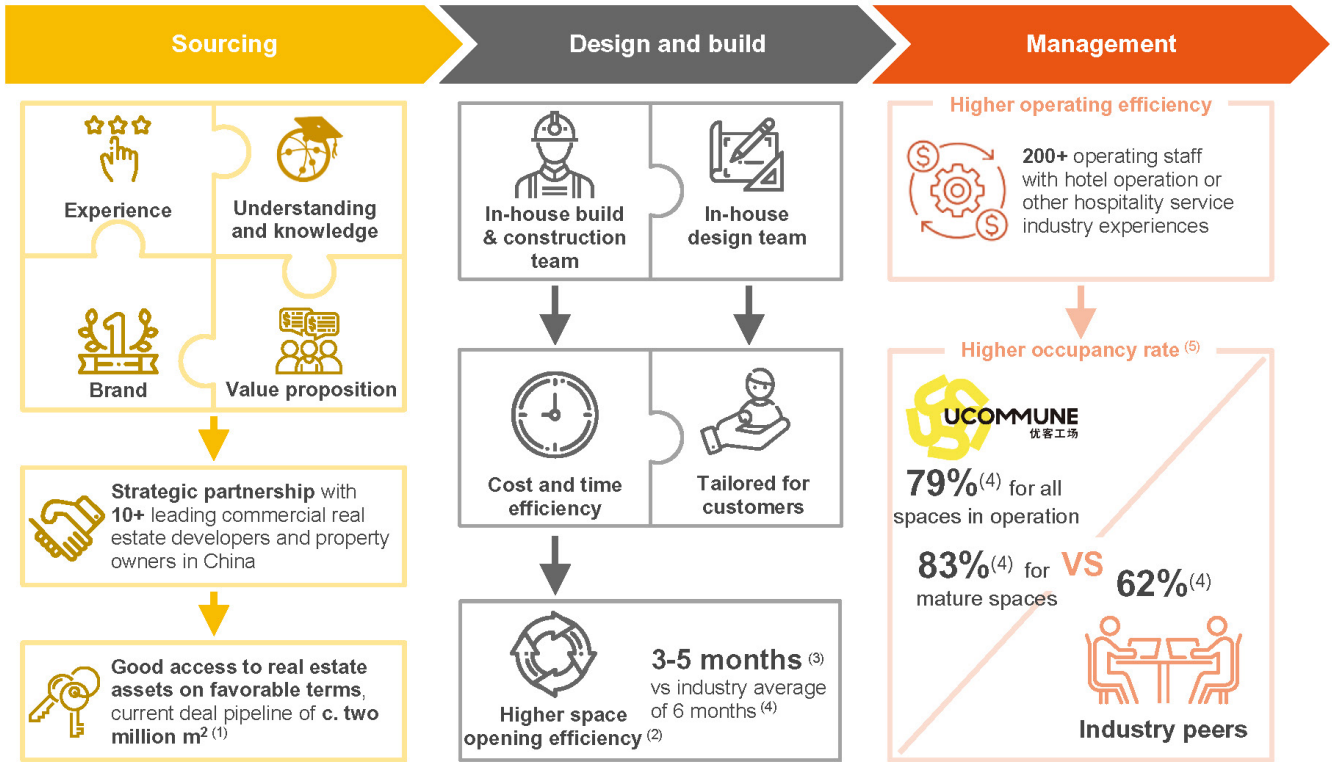 Sourcing
Experience
Understanding
and knowledge
1
Brand
$
$
Value proposition
Strategic partnership with
10+ leading commercial real
estate developers and property
owners in China
Good access to real estate
assets on favorable terms,
current deal pipeline of c. two
million m² (1)
Design and build
In-house build
& construction
team
In-house
design team
Cost and time
efficiency
Tailored for
customers
Higher space
opening efficiency (2)
3-5 months (3)
vs industry average
of 6 months (4)
Management
Higher operating efficiency
$
$
200+ operating staff
with hotel operation or
other hospitality service
industry experiences
Higher occupancy rate (5)
UCOMMUNE
优客工场
79%(4) for all
spaces in operation
83%(4) for
mature spaces
VS
62%(4)
Industry peers